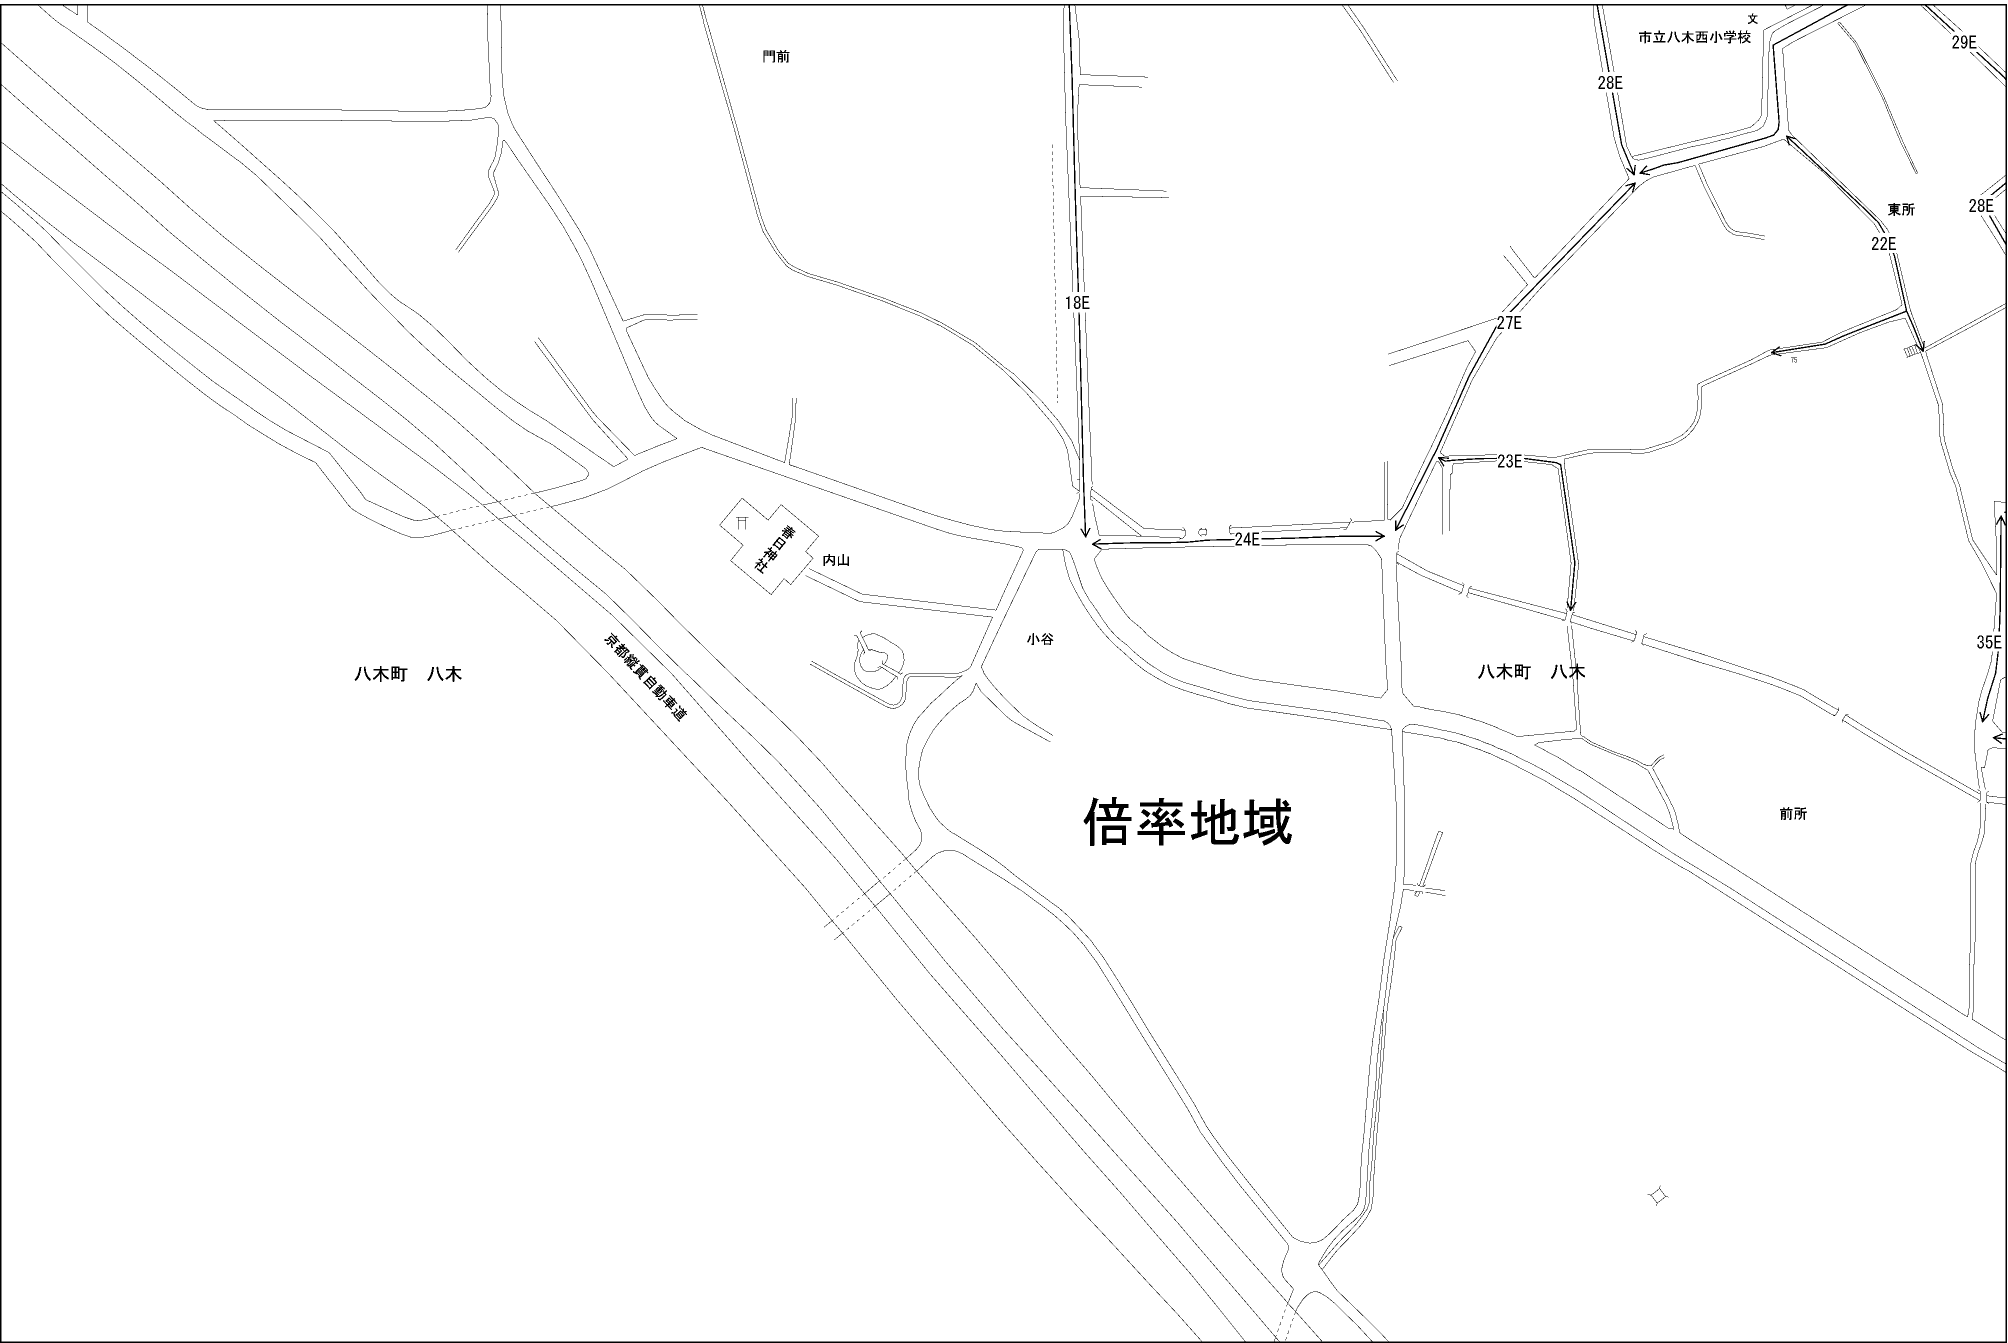 文
市立八木西小学校
29E
門前
28E
28E
東所
22E
18E
27E
75
23E
24E
春日神社
内山
小谷
35E
京都縦貫自動車道
八木町 八木
八木町 八木
倍率地域
前所